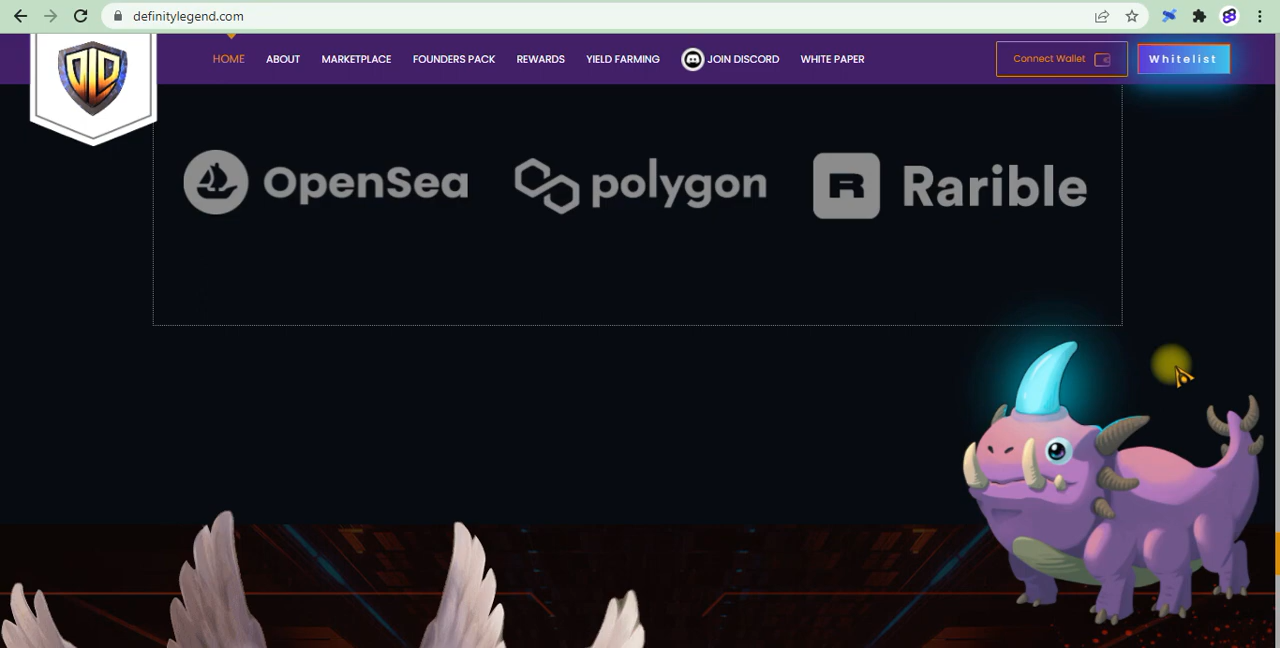 definitylegend.com
HOME ABOUT MARKETPLACE FOUNDERS PACK REWARDS YIELD FARMING JOIN DISCORD WHITE PAPER Connect Wallet Whitelist
OpenSea polygon Rarible